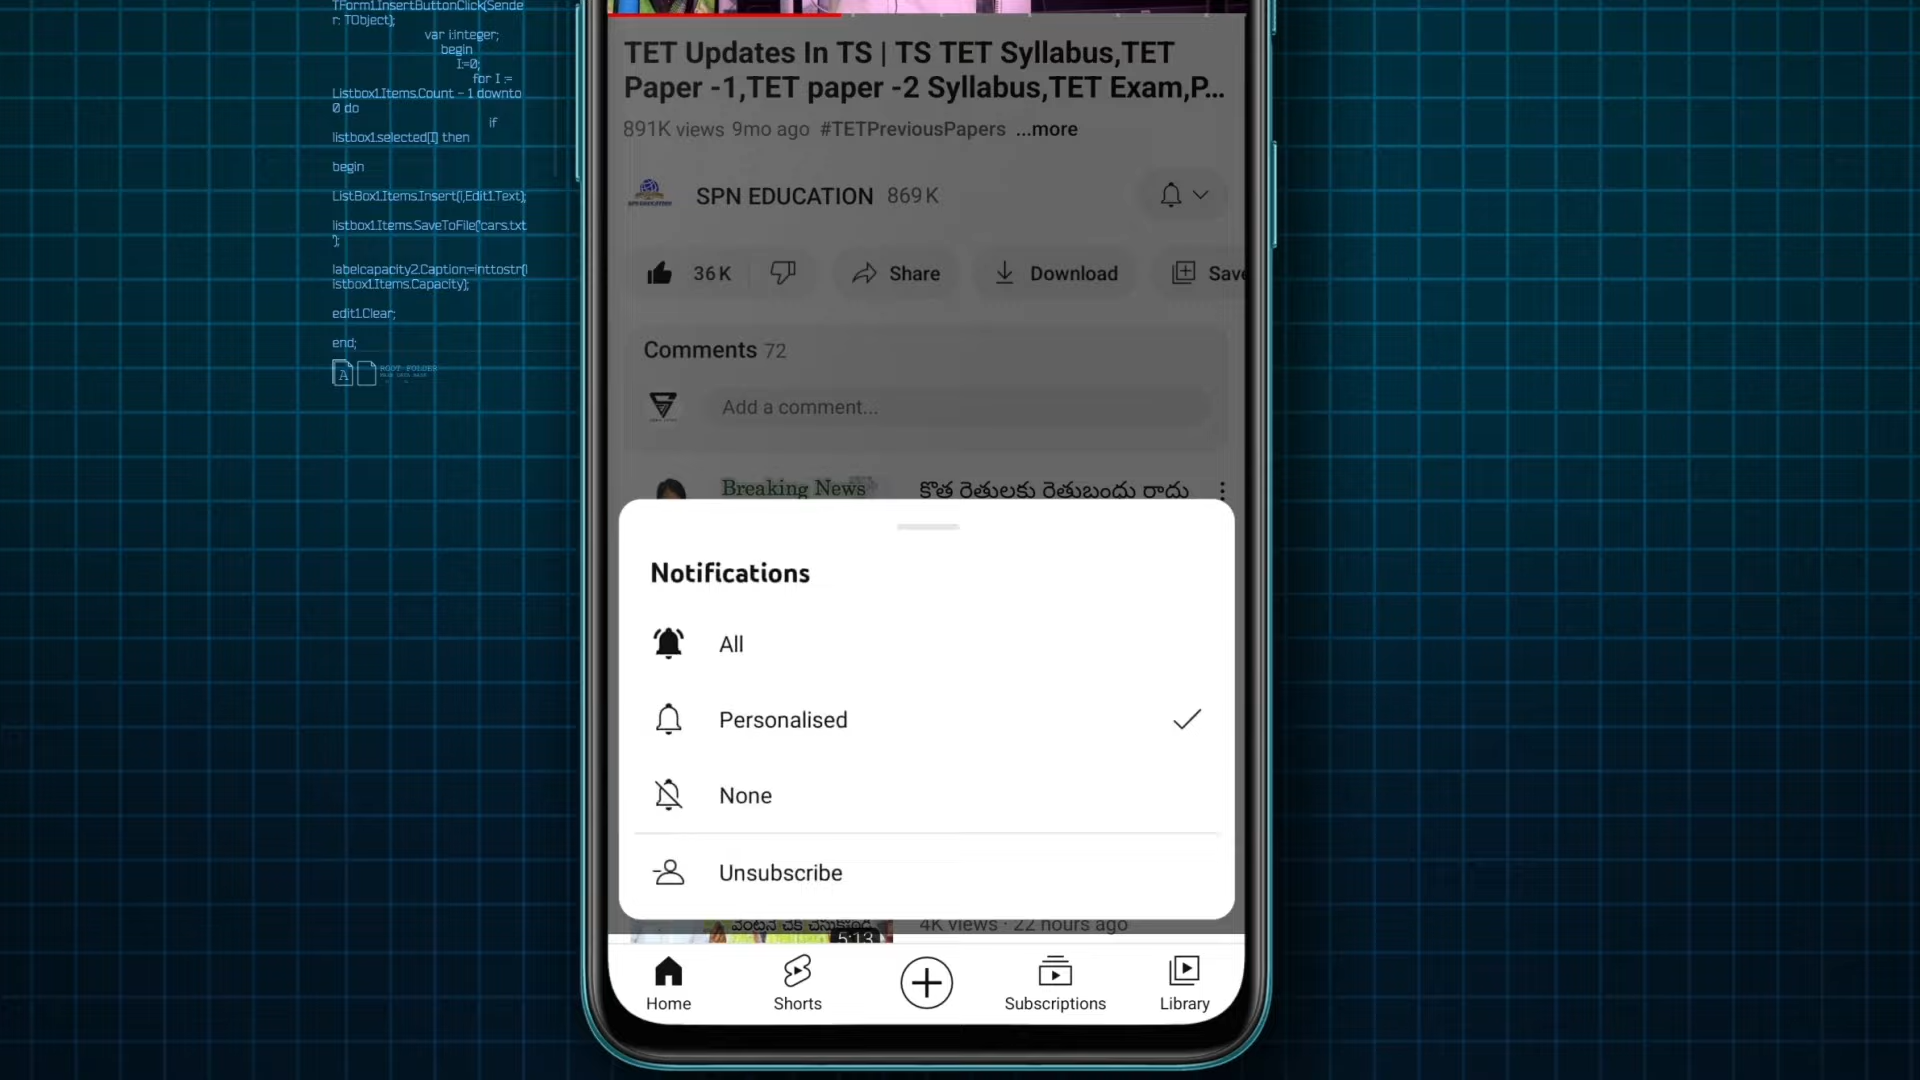 TForm1.InsertButtonClick(Sende
r: TObject);
var i:integer;
begin
I:=0;
for I :=
Listbox1.Items.Count - 1 downto
0 do
if
listbox1.selected[I] then
begin
ListBox1.Items.Insert(i,Edit1.Text);
listbox1.Items.SaveToFile('cars.txt
');
labelcapacity2.Caption:=inttostr(l
istbox1.Items.Capacity);
edit1.Clear;
end;
A
ROOT FOLDER
TET Updates In TS | TS TET Syllabus,TET
Paper -1,TET paper -2 Syllabus,TET Exam,P...
891K views 9mo ago #TETPreviousPapers ...more
SPN EDUCATION 869K
36K Share Download Save
Comments 72
Add a comment...
Breaking News కొత్త రైతులకు రైతుబంధు రాదు
Notifications
All
Personalised
None
Unsubscribe
వెంటనే చెక్ చేసుకోండి 4K views · 22 hours ago
5:13
Home Shorts Subscriptions Library